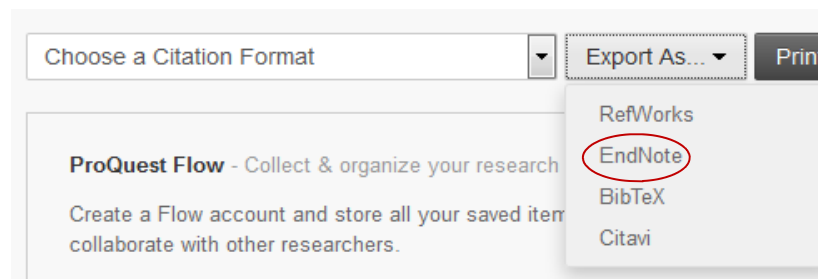 Choose a Citation Format
Export As...
Prin
RefWorks
EndNote
BibTeX
Citavi
ProQuest Flow - Collect & organize your research
Create a Flow account and store all your saved item
collaborate with other researchers.